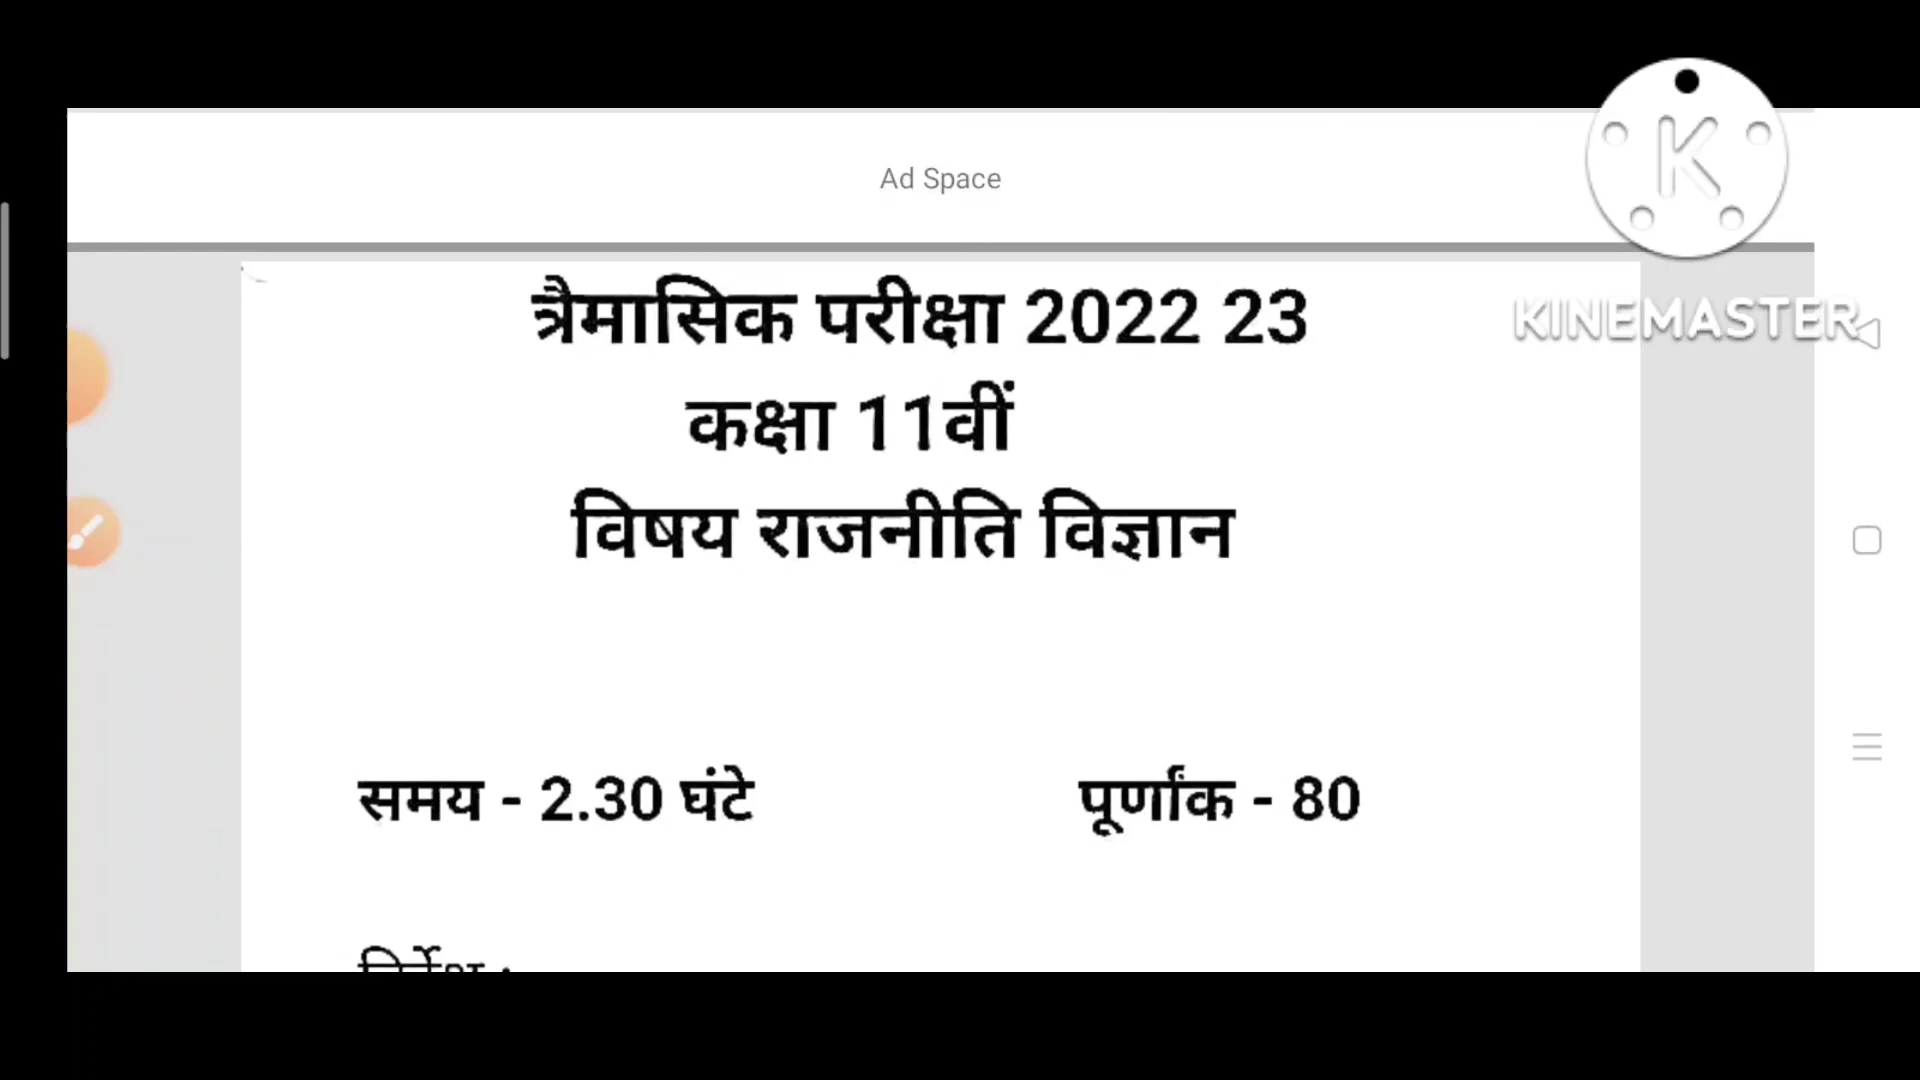 Ad Space
त्रैमासिक परीक्षा 2022 23
KINEMASTER
कक्षा 11वीं
विषय राजनीति विज्ञान
समय - 2.30 घंटे पूर्णांक - 80